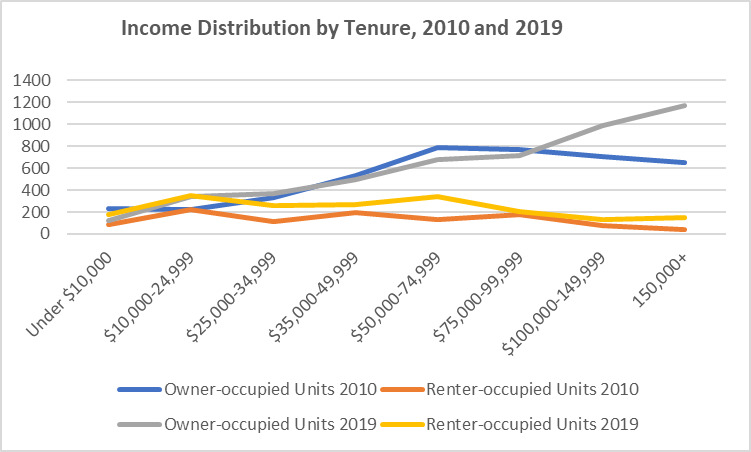 Income Distribution by Tenure, 2010 and 2019
1400
1200
1000
800
600
400
200
0
Under $10,000
$10,000-24,999
$25,000-34,999
$35,000-49,999
$50,000-74,999
$75,000-99,999
$100,000-149,999
150,000+
Owner-occupied Units 2010
Renter-occupied Units 2010
Owner-occupied Units 2019
Renter-occupied Units 2019